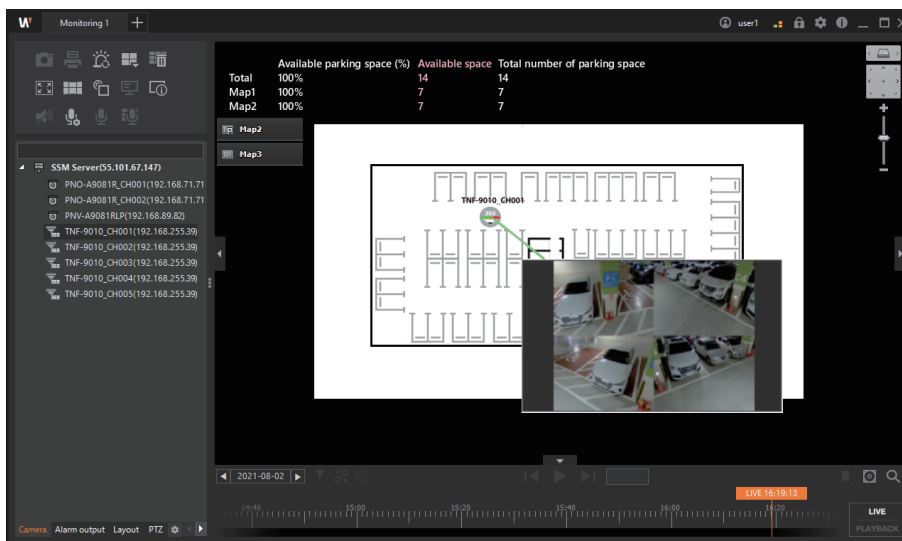 W Monitoring 1 + user1
Available parking space (%) Available space Total number of parking space
Total 100% 14 14
Map1 100% 7 7
Map2 100% 7 7
Map2
Map3
SSM Server(55.101.67.147)
PNO-A9081R_CH001(192.168.71.71
PNO-A9081R_CH002(192.168.71.71
PNV-A9081RLP(192.168.89.82)
TNF-9010_CH001(192.168.255.39)
TNF-9010_CH002(192.168.255.39)
TNF-9010_CH003(192.168.255.39)
TNF-9010_CH004(192.168.255.39)
TNF-9010_CH005(192.168.255.39)
TNF-9010_CH001
360
2021-08-02
LIVE 16:19:13
14:40 15:00 15:20 15:40 16:00 16:20
LIVE
PLAYBACK
Camera Alarm output Layout PTZ